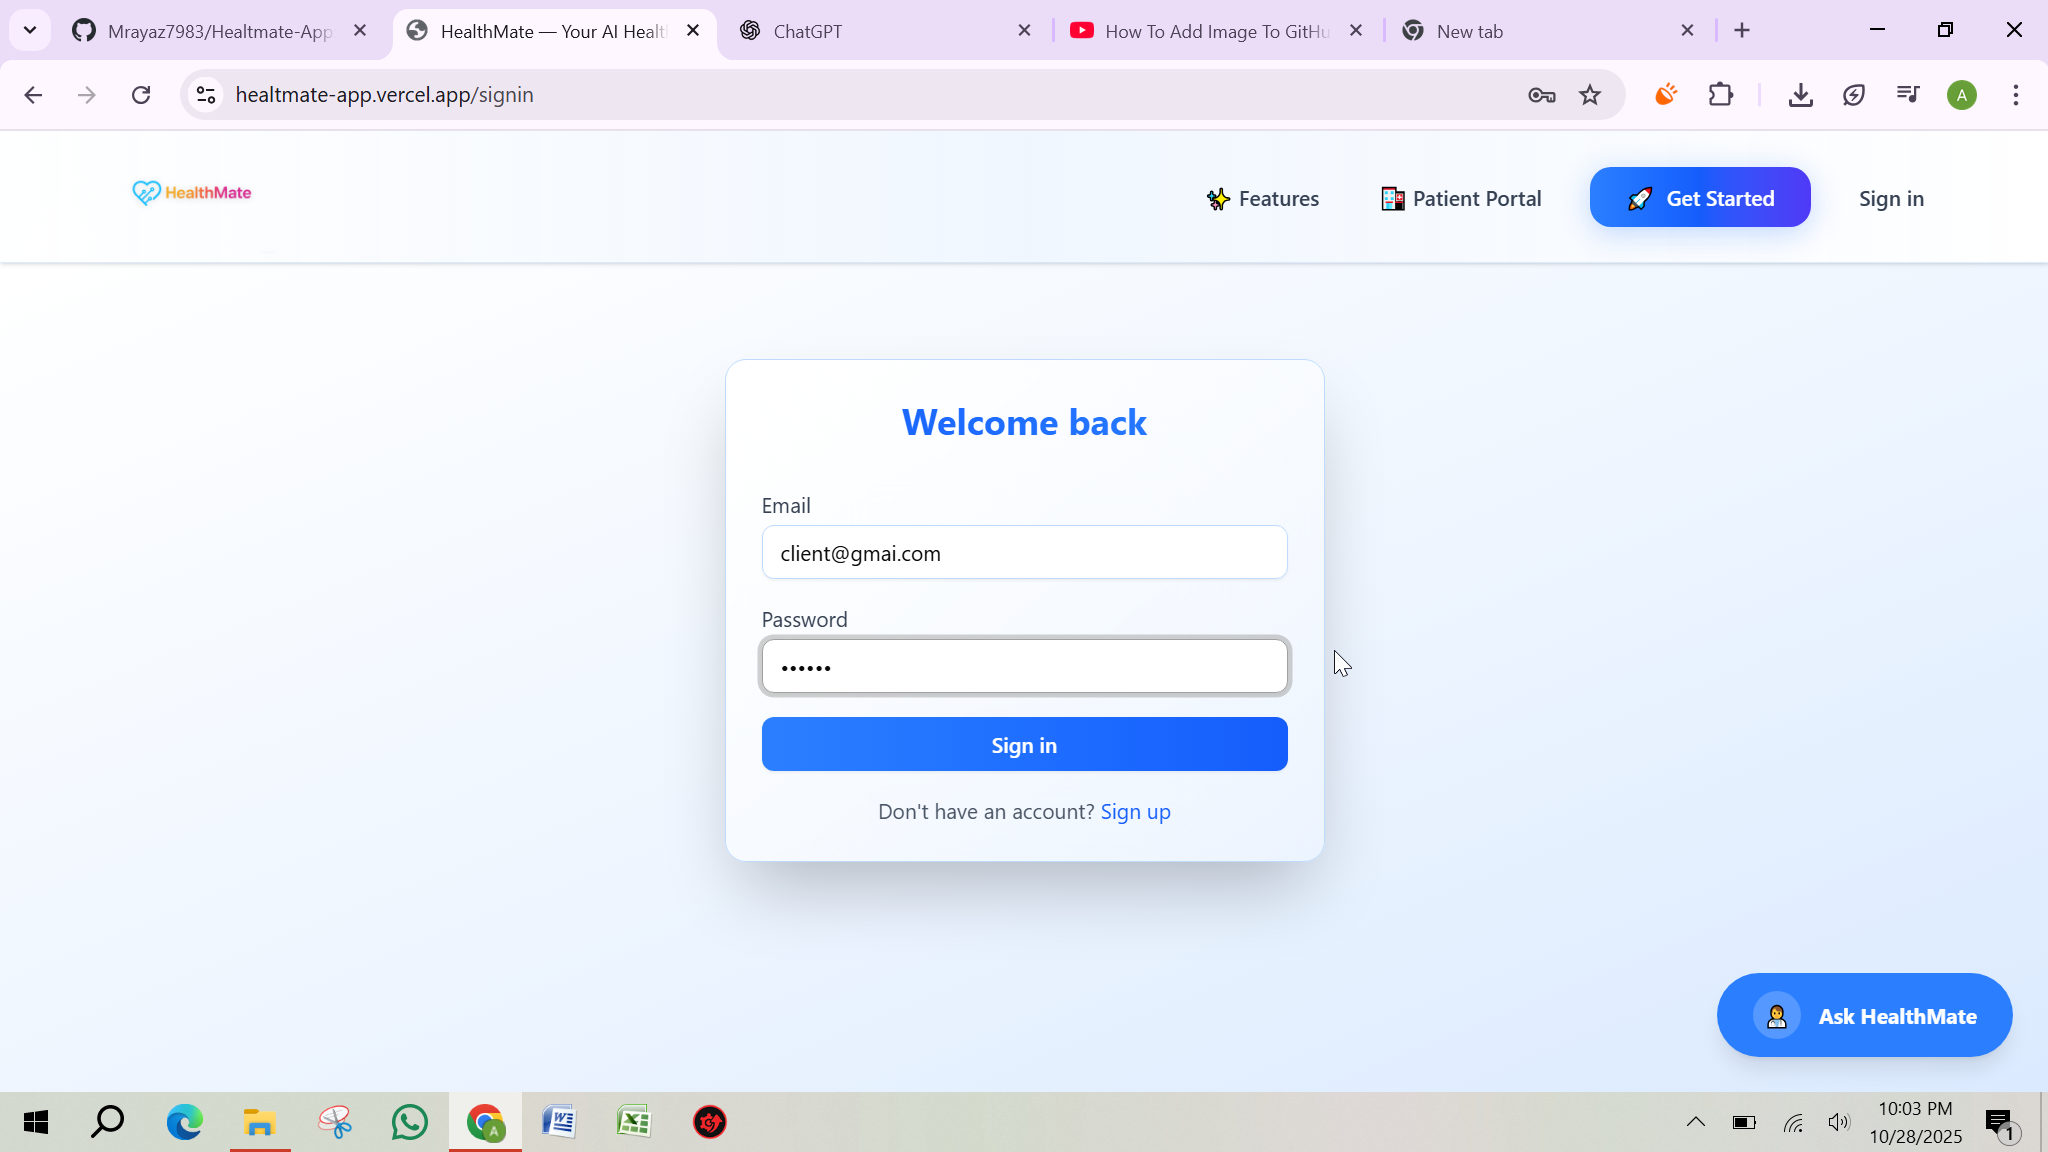 Mrayaz7983/Healtmate-App:
HealthMate — Your AI Healt
ChatGPT
How To Add Image To GitHu
New tab
healtmate-app.vercel.app/signin
A
HealthMate
Features
Patient Portal
Get Started
Sign in
Welcome back
Email
client@gmai.com
Password
••••••
Sign in
Don't have an account? Sign up
Ask HealthMate
A
10:03 PM
10/28/2025
1